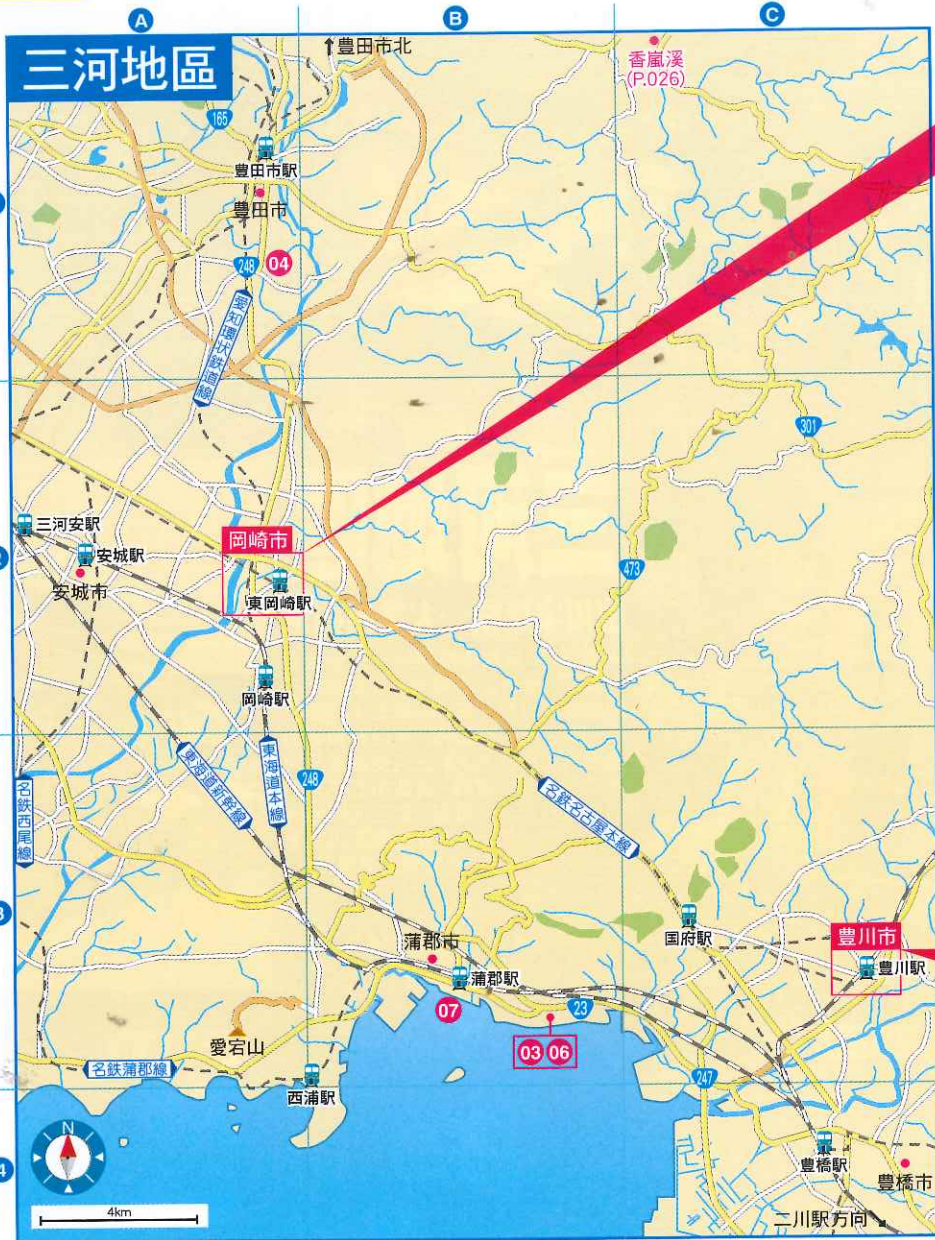 A
B
C
三河地區
↑豊田市北
香嵐溪
(P.026)
165
豊田市駅
豊田市
248
04
愛知環状鉄道線
301
三河安駅
安城駅
安城市
2
岡崎市
東岡崎駅
473
岡崎駅
東海道新幹線
東海道本線
248
名鉄西尾線
名鉄名古屋本線
3
国府駅
豊川市
豊川駅
蒲郡市
蒲郡駅
07
23
03 06
愛宕山
名鉄蒲郡線
西浦駅
247
N
4
4km
豊橋駅
豊橋市
二川駅方向↘